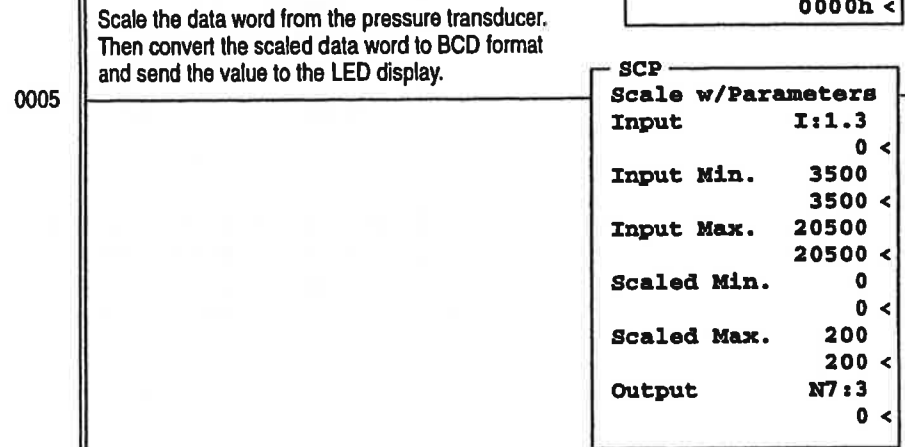 0000h <
Scale the data word from the pressure transducer.
Then convert the scaled data word to BCD format
and send the value to the LED display.
0005
SCP
Scale w/Parameters
Input I:1.3
0 <
Input Min. 3500
3500 <
Input Max. 20500
20500 <
Scaled Min. 0
0 <
Scaled Max. 200
200 <
Output N7:3
0 <